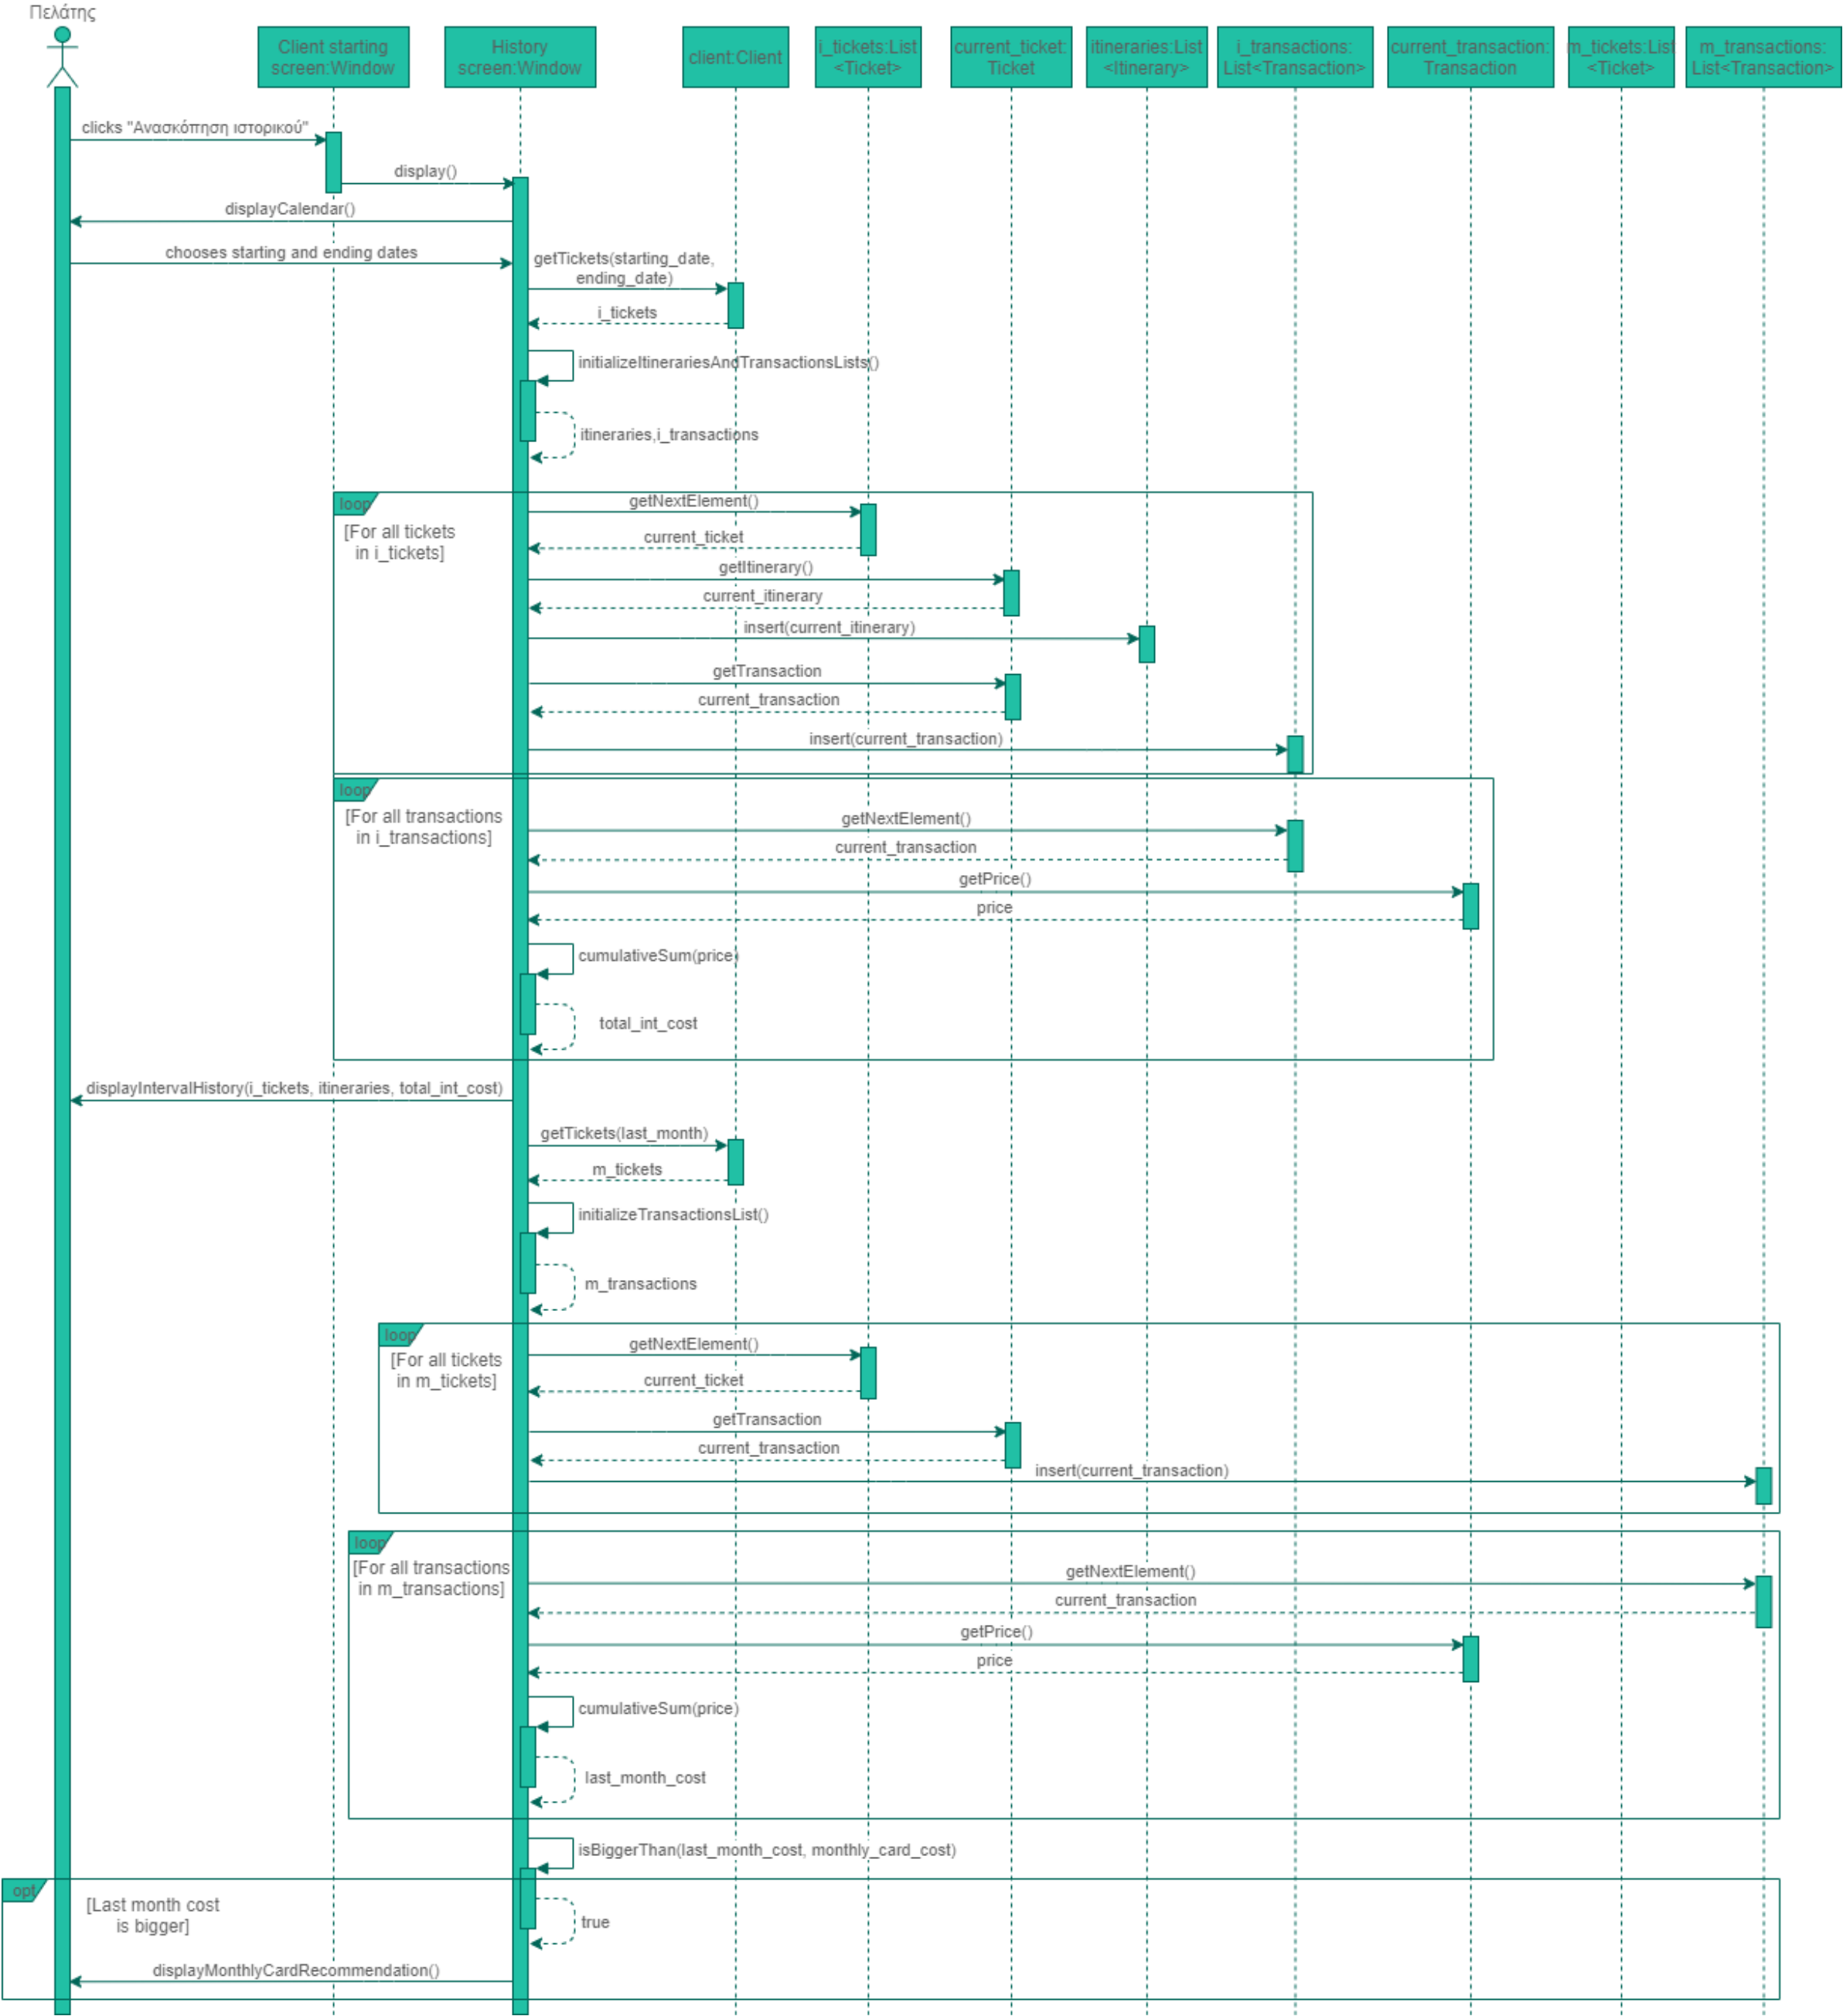 Πελάτης
Client starting
screen:Window
History
screen:Window
client:Client
i_tickets:List
<Ticket>
current_ticket:
Ticket
itineraries:List
<Itinerary>
i_transactions:
List<Transaction>
current_transaction:
Transaction
m_tickets:List
<Ticket>
m_transactions:
List<Transaction>
clicks "Ανασκόπηση ιστορικού"
display()
displayCalendar()
chooses starting and ending dates
getTickets(starting_date,
ending_date)
i_tickets
initializeItinerariesAndTransactionsLists()
itineraries,i_transactions
loop
[For all tickets
in i_tickets]
getNextElement()
current_ticket
getItinerary()
current_itinerary
insert(current_itinerary)
getTransaction
current_transaction
insert(current_transaction)
loop
[For all transactions
in i_transactions]
getNextElement()
current_transaction
getPrice()
price
cumulativeSum(price)
total_int_cost
displayIntervalHistory(i_tickets, itineraries, total_int_cost)
getTickets(last_month)
m_tickets
initializeTransactionsList()
m_transactions
loop
[For all tickets
in m_tickets]
getNextElement()
current_ticket
getTransaction
current_transaction
insert(current_transaction)
loop
[For all transactions
in m_transactions]
getNextElement()
current_transaction
getPrice()
price
cumulativeSum(price)
last_month_cost
isBiggerThan(last_month_cost, monthly_card_cost)
opt
[Last month cost
is bigger]
true
displayMonthlyCardRecommendation()